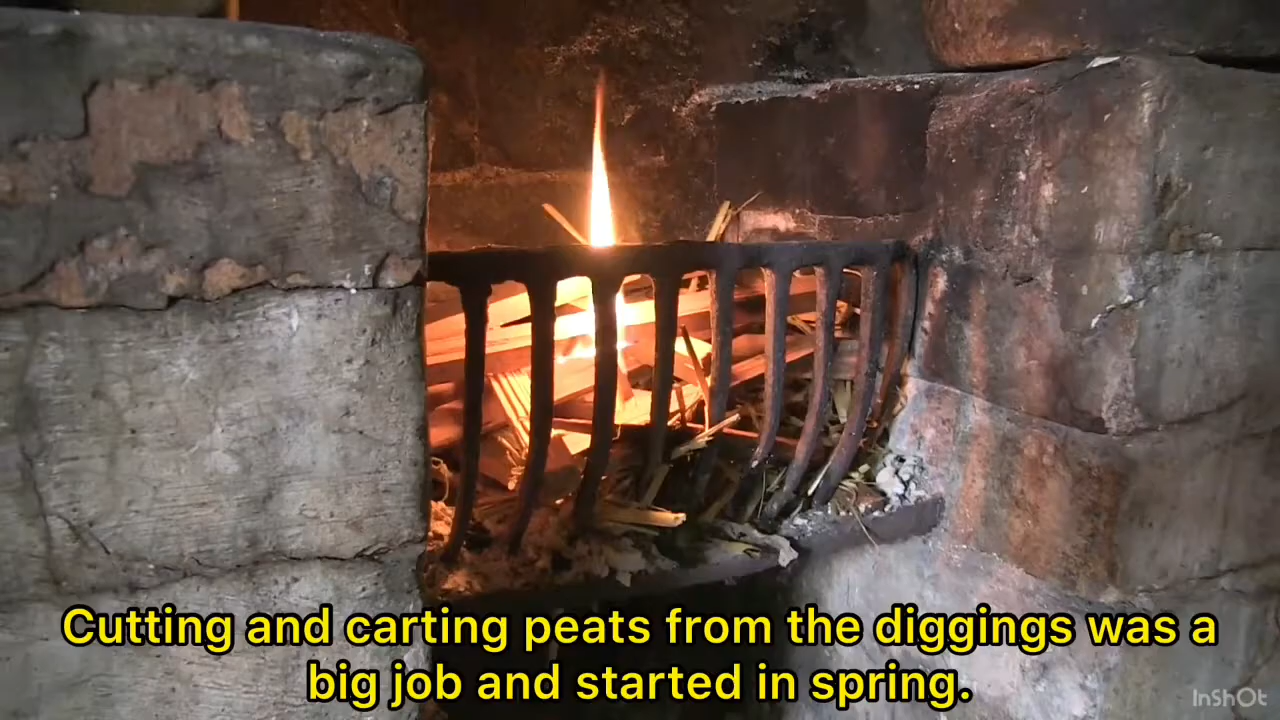 Cutting and carting peats from the diggings was a
big job and started in spring.
InShOt